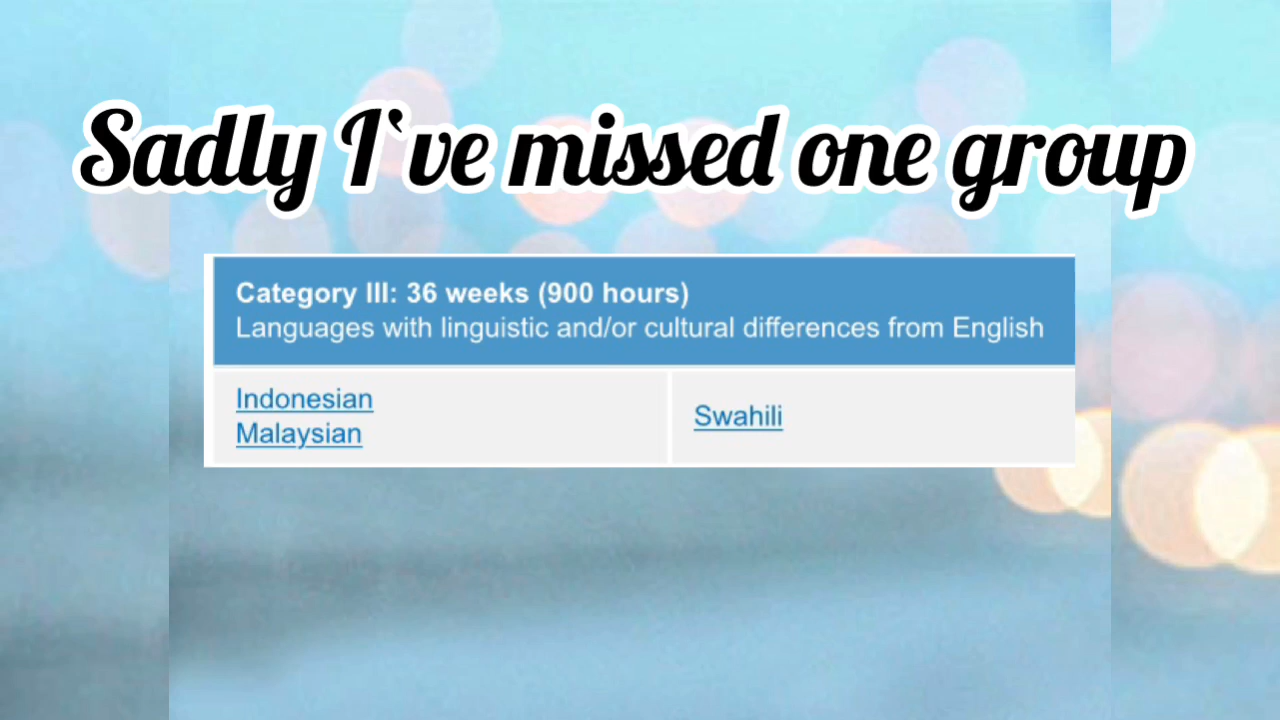 Sadly I`ve missed one group
Category III: 36 weeks (900 hours)
Languages with linguistic and/or cultural differences from English
Indonesian
Malaysian
Swahili